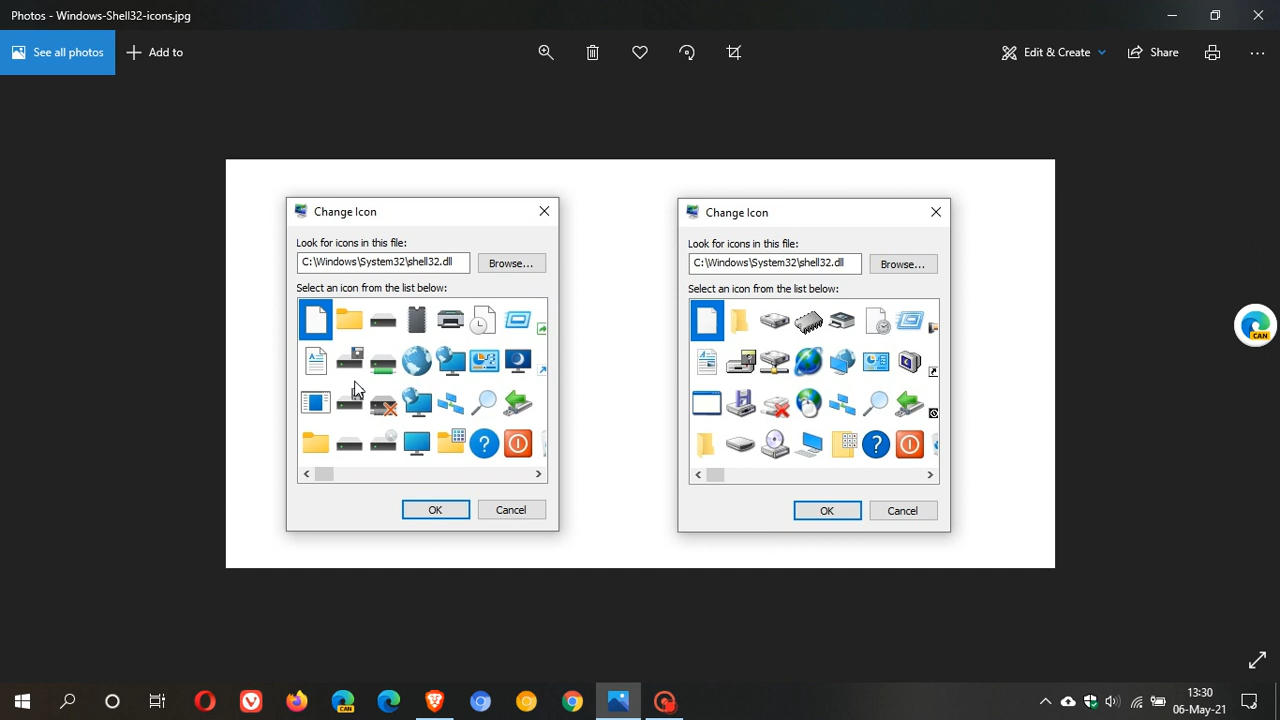 Photos - Windows-Shell32-icons.jpg
See all photos
Add to
Edit & Create
Share
Change Icon
Look for icons in this file:
C:\Windows\System32\shell32.dll
Browse...
Select an icon from the list below:
OK
Cancel
Change Icon
Look for icons in this file:
C:\Windows\System32\shell32.dll
Browse...
Select an icon from the list below:
OK
Cancel
CAN
CAN
13:30
06-May-21